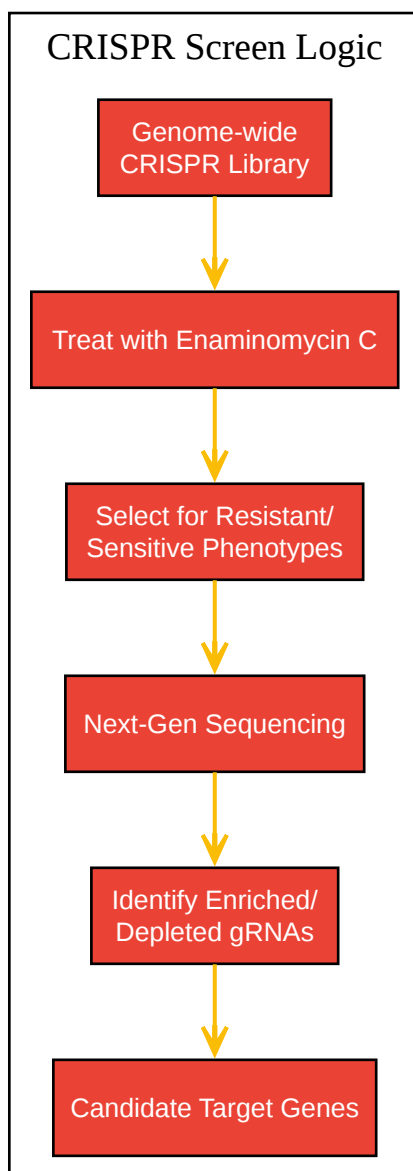 CRISPR Screen Logic
Genome-wide
CRISPR Library
Treat with Enaminomycin C
Select for Resistant/
Sensitive Phenotypes
Next-Gen Sequencing
Identify Enriched/
Depleted gRNAs
Candidate Target Genes